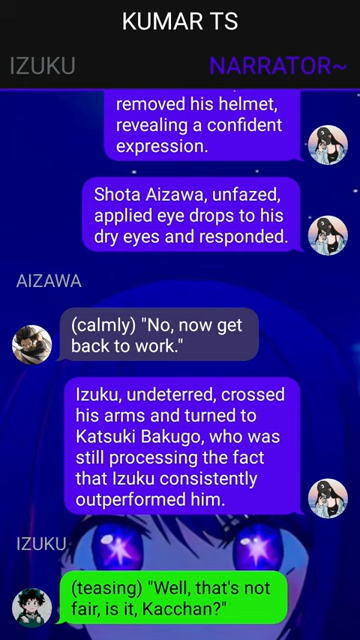 KUMAR TS
IZUKU
NARRATOR~
removed his helmet,
revealing a confident
expression.
Shota Aizawa, unfazed,
applied eye drops to his
dry eyes and responded.
AIZAWA
(calmly) "No, now get
back to work."
Izuku, undeterred, crossed
his arms and turned to
Katsuki Bakugo, who was
still processing the fact
that Izuku consistently
outperformed him.
IZUKU
(teasing) "Well, that's not
fair, is it, Kacchan?"